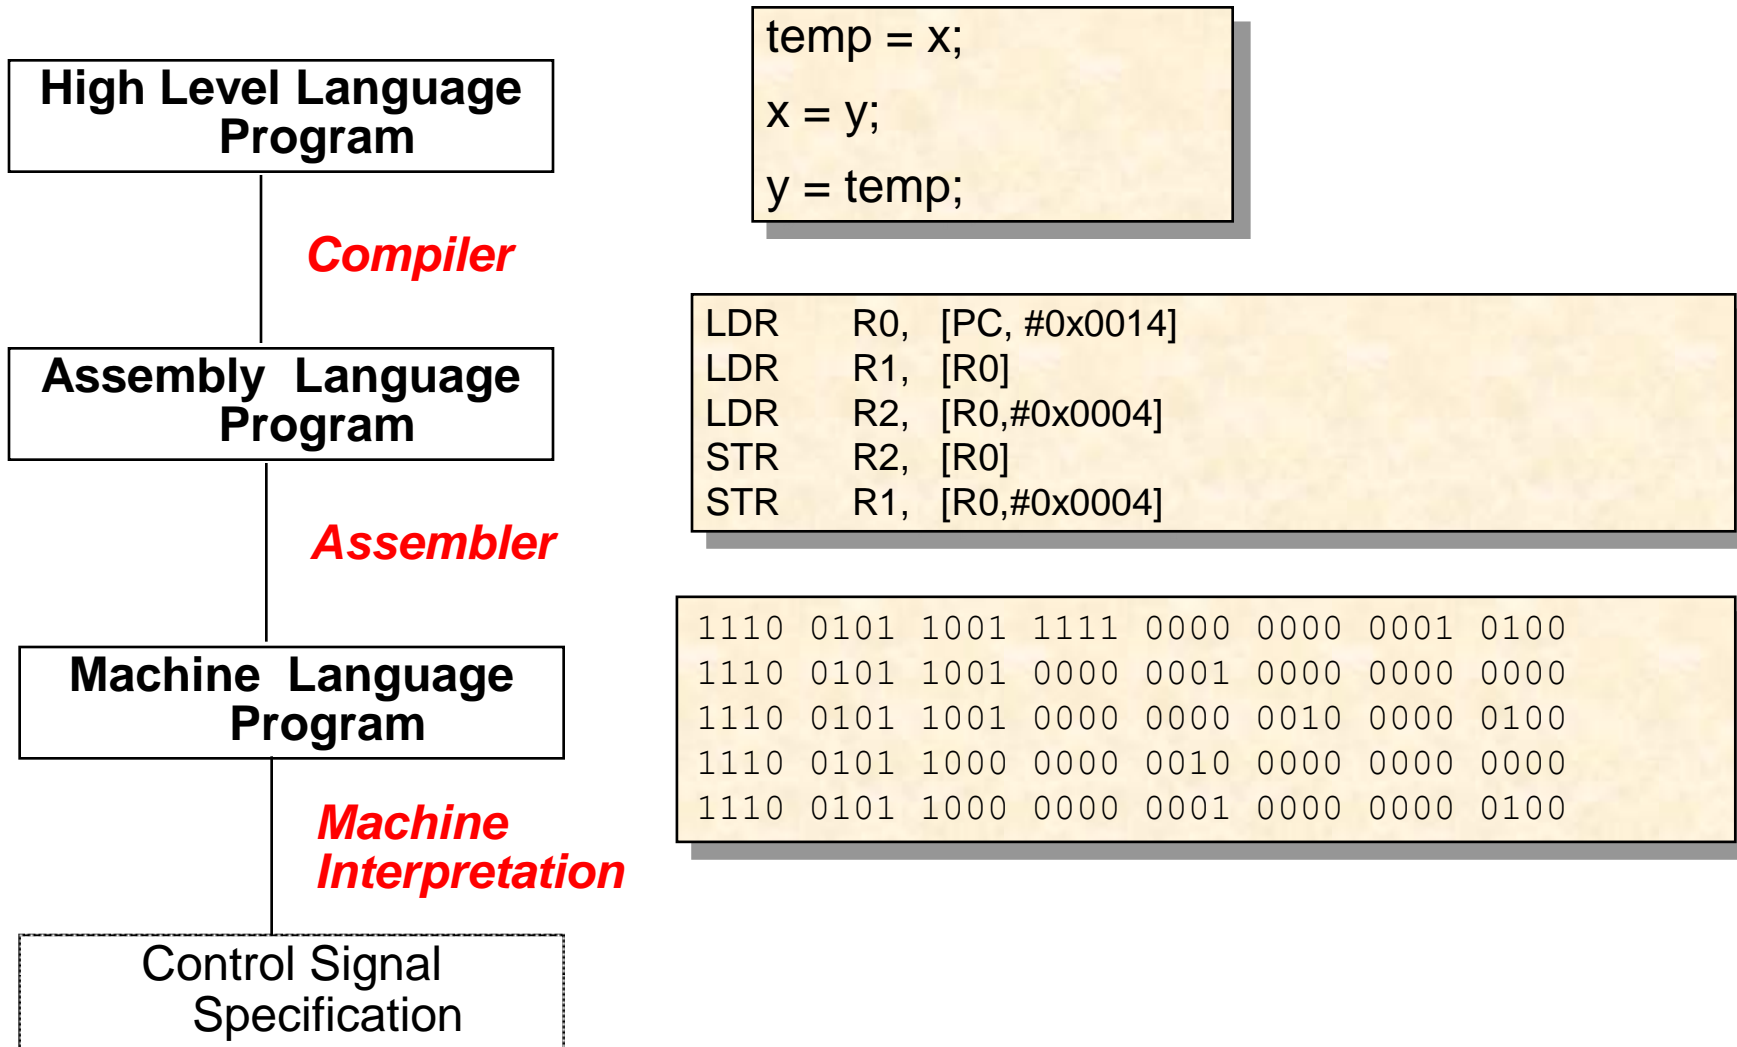 High Level Language
Program
temp = x;
x = y;
y = temp;
Compiler
Assembly Language
Program
LDR R0, [PC, #0x0014]
LDR R1, [R0]
LDR R2, [R0,#0x0004]
STR R2, [R0]
STR R1, [R0,#0x0004]
Assembler
Machine Language
Program
1110 0101 1001 1111 0000 0000 0001 0100
1110 0101 1001 0000 0001 0000 0000 0000
1110 0101 1001 0000 0000 0010 0000 0100
1110 0101 1000 0000 0010 0000 0000 0000
1110 0101 1000 0000 0001 0000 0000 0100
Machine
Interpretation
Control Signal
Specification